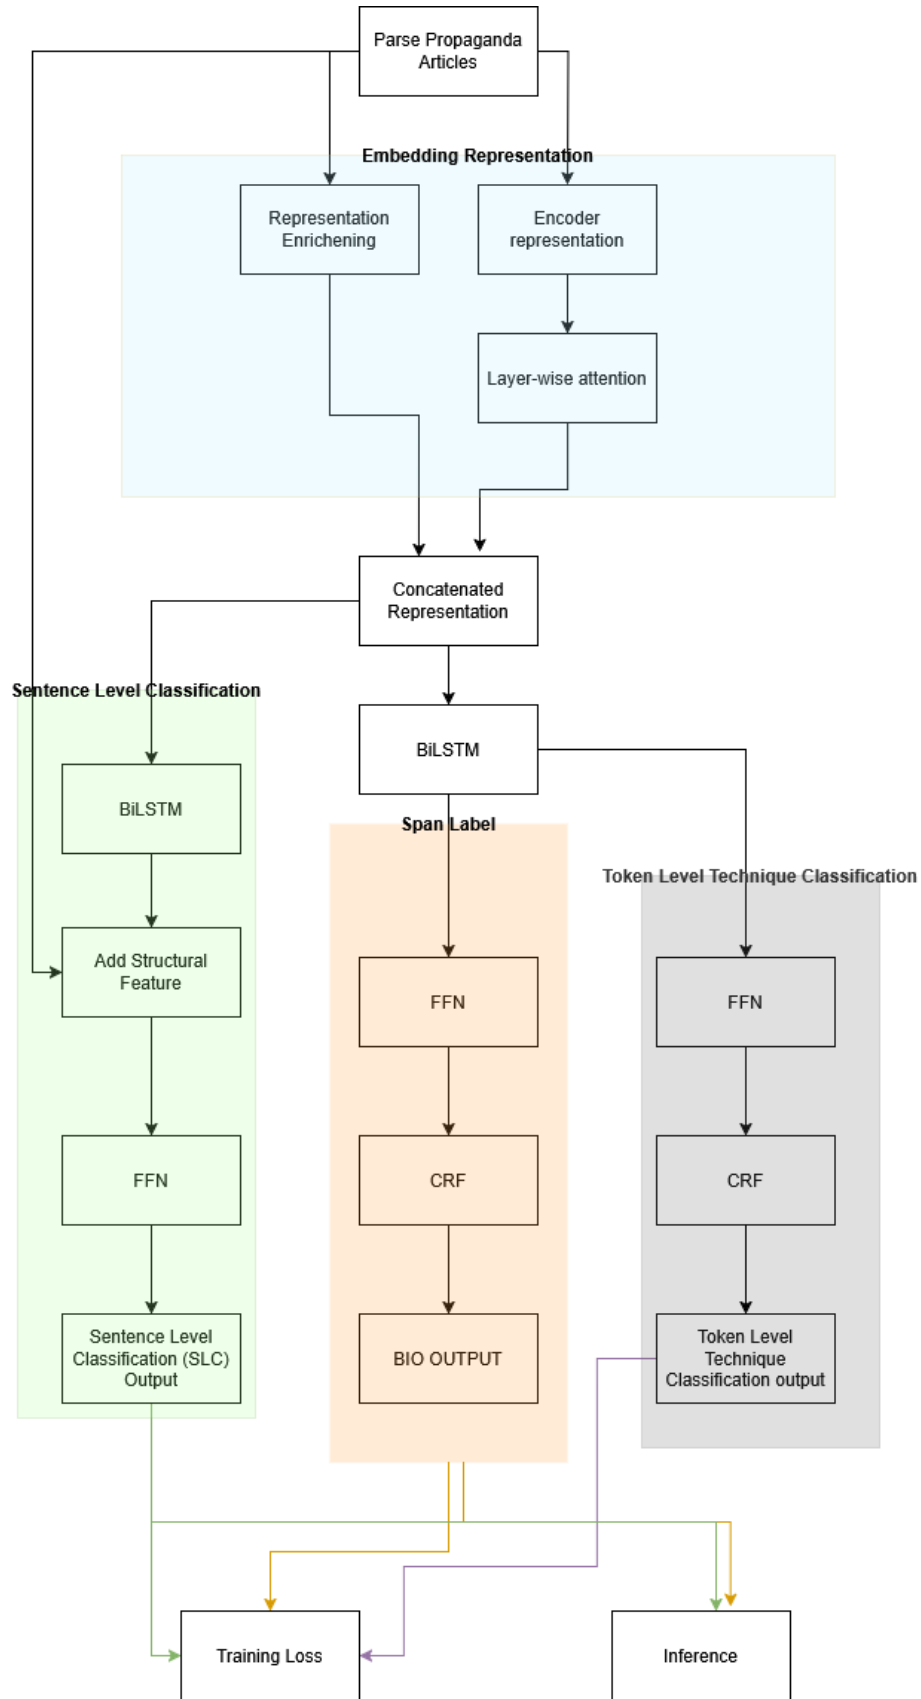 Parse Propaganda
Articles
Embedding Representation
Representation
Enrichening
Encoder
representation
Layer-wise attention
Concatenated
Representation
Sentence Level Classification
BiLSTM
BiLSTM
Span Label
Token Level Technique Classification
Add Structural
Feature
FFN
FFN
FFN
CRF
CRF
Sentence Level
Classification (SLC)
Output
BIO OUTPUT
Token Level
Technique
Classification output
Training Loss
Inference